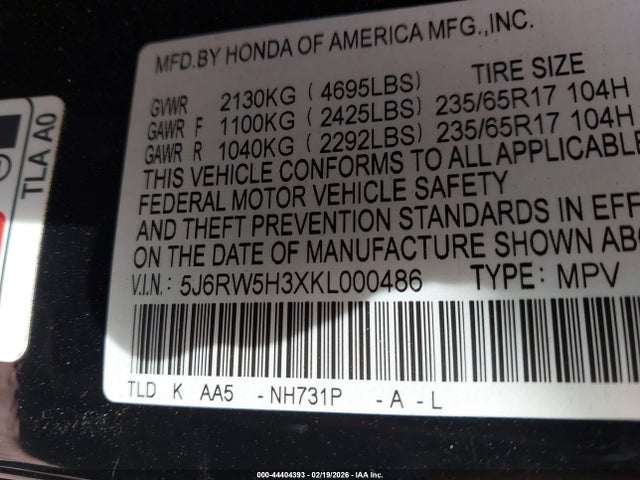 MFD.BY HONDA OF AMERICA MFG.,INC.
TIRE SIZE
GVWR 2130KG ( 4695LBS)
GAWR F 1100KG ( 2425LBS) 235/65R17 104H
GAWR R 1040KG ( 2292LBS) 235/65R17 104H
THIS VEHICLE CONFORMS TO ALL APPLICABLE
FEDERAL MOTOR VEHICLE SAFETY
AND THEFT PREVENTION STANDARDS IN EFF
ON THE DATE OF MANUFACTURE SHOWN ABO
V.I.N.: 5J6RW5H3XKL000486 TYPE: MPV
TLD K AA5 - NH731P - A - L
TLA A0
000-44404393 - 02/19/2026 - IAA Inc.